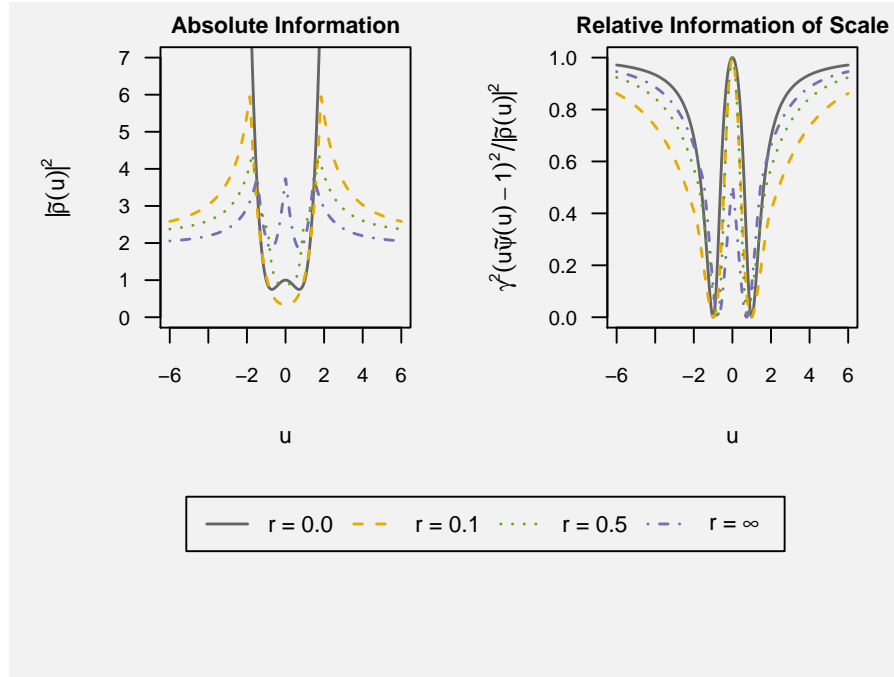 Absolute Information
|ρ̃(u)|²
7
6
5
4
3
2
1
0
−6 −2 0 2 6
u
Relative Information of Scale
γ²(uψ̃(u) − 1)²/|ρ̃(u)|²
1.0
0.8
0.6
0.4
0.2
0.0
−6 −2 0 2 6
u
r = 0.0 r = 0.1 r = 0.5 r = ∞